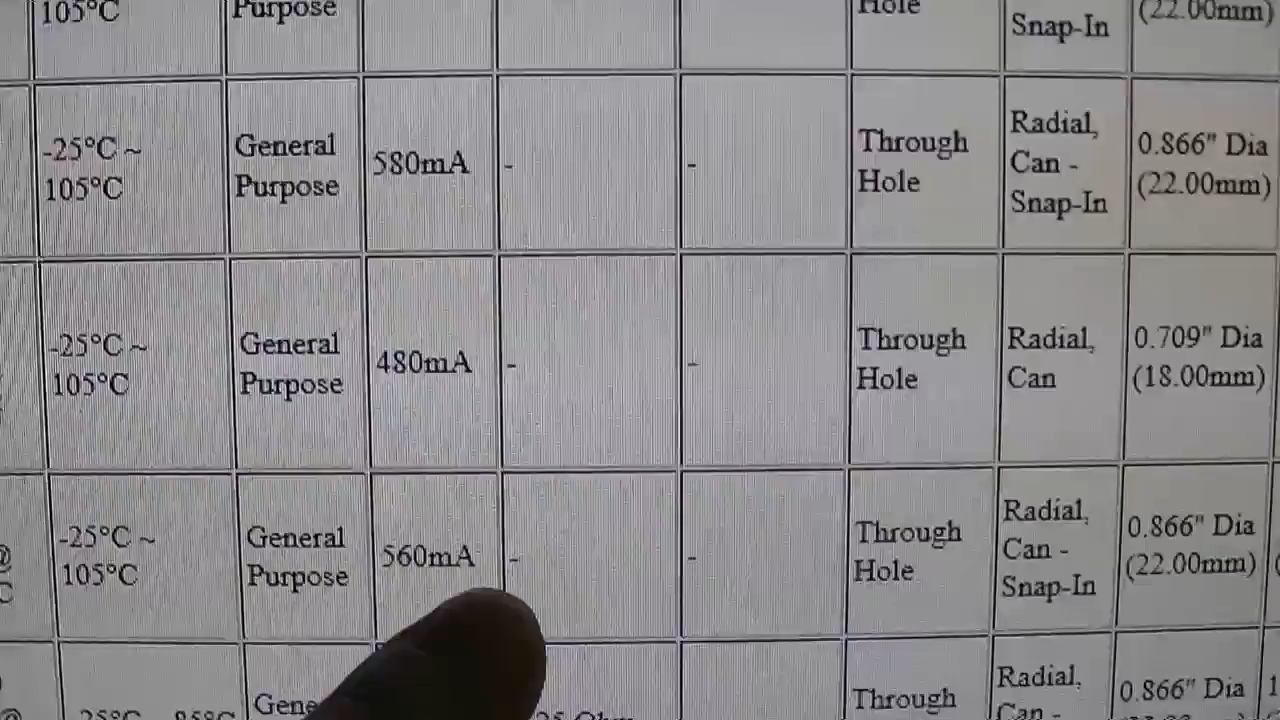 105°C
Purpose
Hole
Snap-In
(22.00mm)
-25°C ~
105°C
General
Purpose
580mA
-
-
Through
Hole
Radial,
Can -
Snap-In
0.866" Dia
(22.00mm)
-25°C ~
105°C
General
Purpose
480mA
-
-
Through
Hole
Radial,
Can
0.709" Dia
(18.00mm)
@
C
-25°C ~
105°C
General
Purpose
560mA
-
-
Through
Hole
Radial,
Can -
Snap-In
0.866" Dia
(22.00mm)
@
Gene
Through
Radial,
Can -
0.866" Dia
1